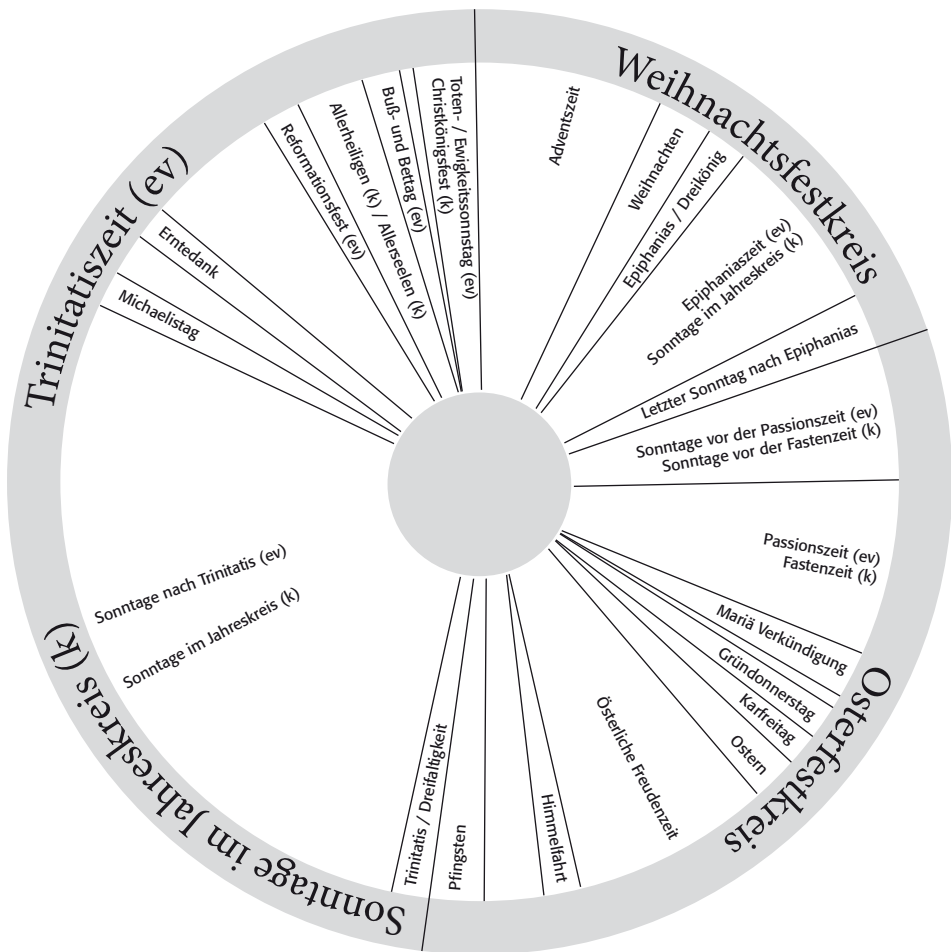 Weihnachtsfestkreis
Adventszeit
Weihnachten
Epiphanias / Dreikönig
Epiphaniaszeit (ev)
Sonntage im Jahreskreis (k)
Letzter Sonntag nach Epiphanias
Sonntage vor der Passionszeit (ev)
Sonntage vor der Fastenzeit (k)
Osterfestkreis
Passionszeit (ev)
Fastenzeit (k)
Mariä Verkündigung
Gründonnerstag
Karfreitag
Ostern
Österliche Freudenzeit
Himmelfahrt
Pfingsten
Trinitatis / Dreifaltigkeit
Sonntage im Jahreskreis (k)
Sonntage nach Trinitatis (ev)
Sonntage im Jahreskreis (k)
Trinitatiszeit (ev)
Michaelistag
Erntedank
Reformationsfest (ev)
Allerheiligen (k) / Allerseelen (k)
Buß- und Bettag (ev)
Toten- / Ewigkeitssonnstag (ev)
Christkönigsfest (k)